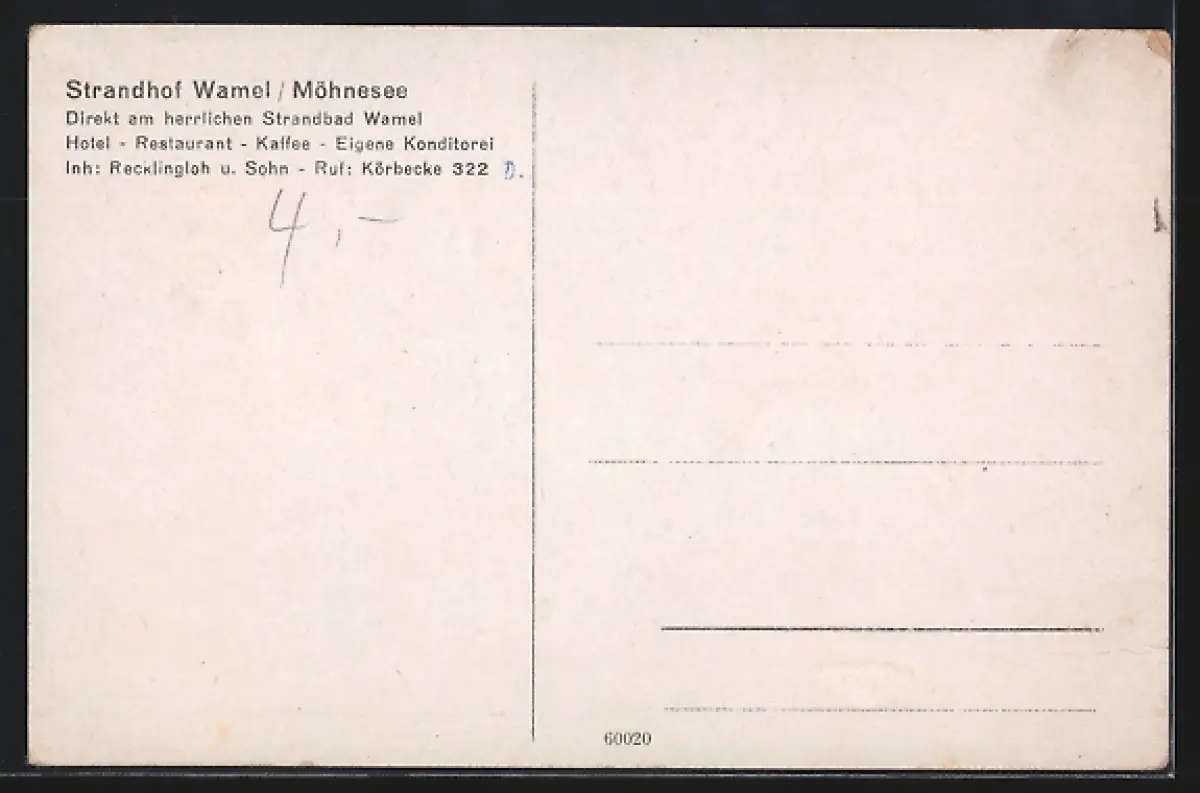 Strandhof Wamel / Möhnesee
Direkt am herrlichen Strandbad Wamel
Hotel - Restaurant - Kaffee - Eigene Konditorei
Inh: Recklingloh u. Sohn - Ruf: Körbecke 322 D.
4,-
60020